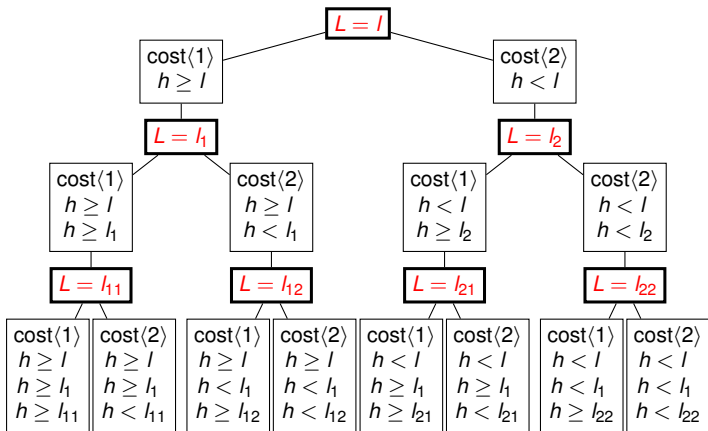 L = l
cost⟨1⟩
h ≥ l
cost⟨2⟩
h < l
L = l₁
L = l₂
cost⟨1⟩
h ≥ l
h ≥ l₁
cost⟨2⟩
h ≥ l
h < l₁
cost⟨1⟩
h < l
h ≥ l₂
cost⟨2⟩
h < l
h < l₂
L = l₁₁
L = l₁₂
L = l₂₁
L = l₂₂
cost⟨1⟩
h ≥ l
h ≥ l₁
h ≥ l₁₁
cost⟨2⟩
h ≥ l
h ≥ l₁
h < l₁₁
cost⟨1⟩
h ≥ l
h < l₁
h ≥ l₁₂
cost⟨2⟩
h ≥ l
h < l₁
h < l₁₂
cost⟨1⟩
h < l
h ≥ l₁
h ≥ l₂₁
cost⟨2⟩
h < l
h ≥ l₁
h < l₂₁
cost⟨1⟩
h < l
h < l₁
h ≥ l₂₂
cost⟨2⟩
h < l
h < l₁
h < l₂₂